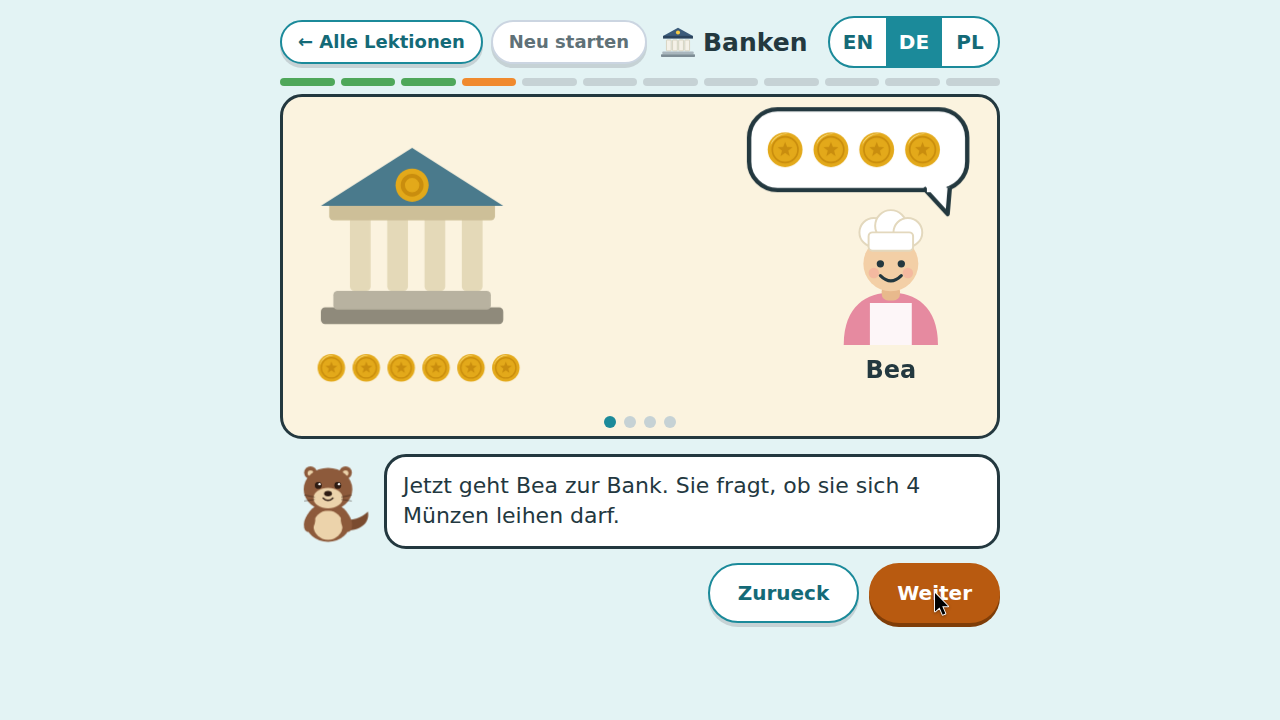 ← Alle Lektionen
Neu starten
Banken
EN DE PL
Bea
Jetzt geht Bea zur Bank. Sie fragt, ob sie sich 4
Münzen leihen darf.
Zurueck
Weiter